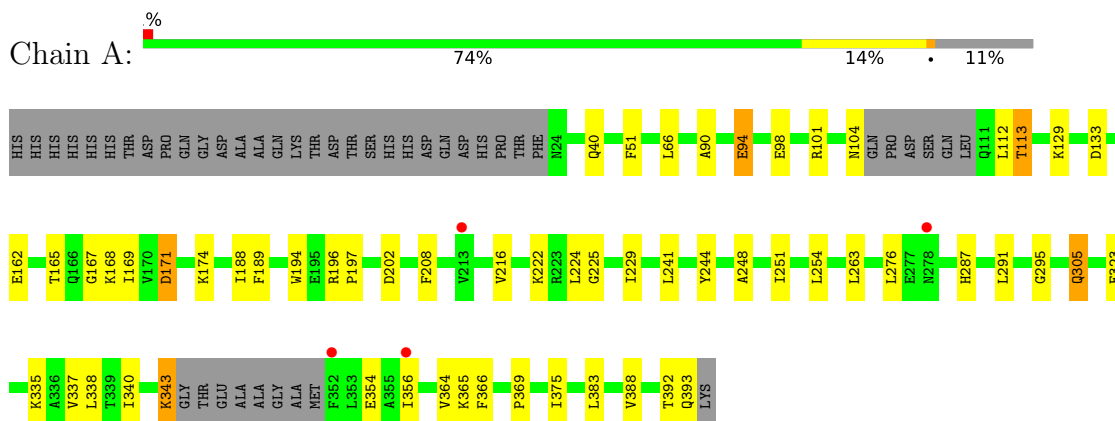 .%
Chain A:
74% 14% • 11%
HIS HIS HIS HIS HIS HIS THR ASP PRO GLN GLY ASP ALA ALA GLN LYS THR ASP THR SER HIS HIS ASP GLN ASP HIS PRO THR PHE N24 Q40 F51 L66 A90 E94 E98 R101 N104 GLN PRO ASP SER GLN LEU Q111 L112 T113 K129 D133
E162 T165 Q166 G167 K168 I169 V170 D171 K174 I188 F189 W194 E195 R196 P197 D202 F208 V213 V216 K222 R223 L224 G225 I229 L241 Y244 A248 I251 L254 L263 L276 E277 N278 H287 L291 G295 Q305
K335 A336 V337 L338 T339 I340 K343 GLY THR GLU ALA ALA GLY ALA MET F352 L353 E354 A355 I356 V364 K365 F366 P369 I375 L383 V388 T392 Q393 LYS